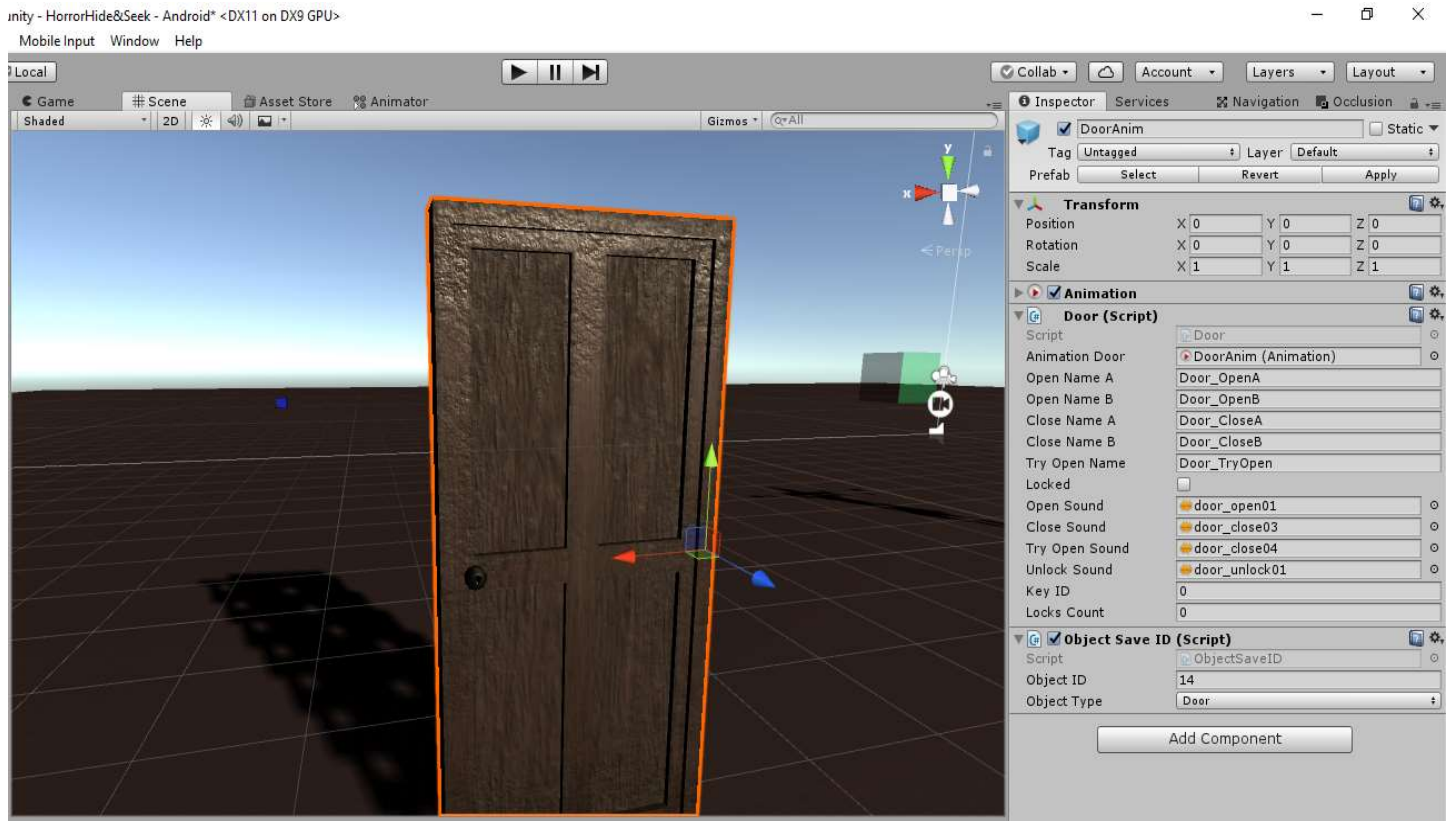 unity - HorrorHide&Seek - Android* <DX11 on DX9 GPU>
Mobile Input Window Help
Local Collab Account Layers Layout
Game Scene Asset Store Animator
Shaded 2D Gizmos All
y
x
Persp
Inspector Services Navigation Occlusion
DoorAnim Static
Tag Untagged Layer Default
Prefab Select Revert Apply
Transform
Position X 0 Y 0 Z 0
Rotation X 0 Y 0 Z 0
Scale X 1 Y 1 Z 1
Animation
Door (Script)
Script Door
Animation Door DoorAnim (Animation)
Open Name A Door_OpenA
Open Name B Door_OpenB
Close Name A Door_CloseA
Close Name B Door_CloseB
Try Open Name Door_TryOpen
Locked
Open Sound door_open01
Close Sound door_close03
Try Open Sound door_close04
Unlock Sound door_unlock01
Key ID 0
Locks Count 0
Object Save ID (Script)
Script ObjectSaveID
Object ID 14
Object Type Door
Add Component